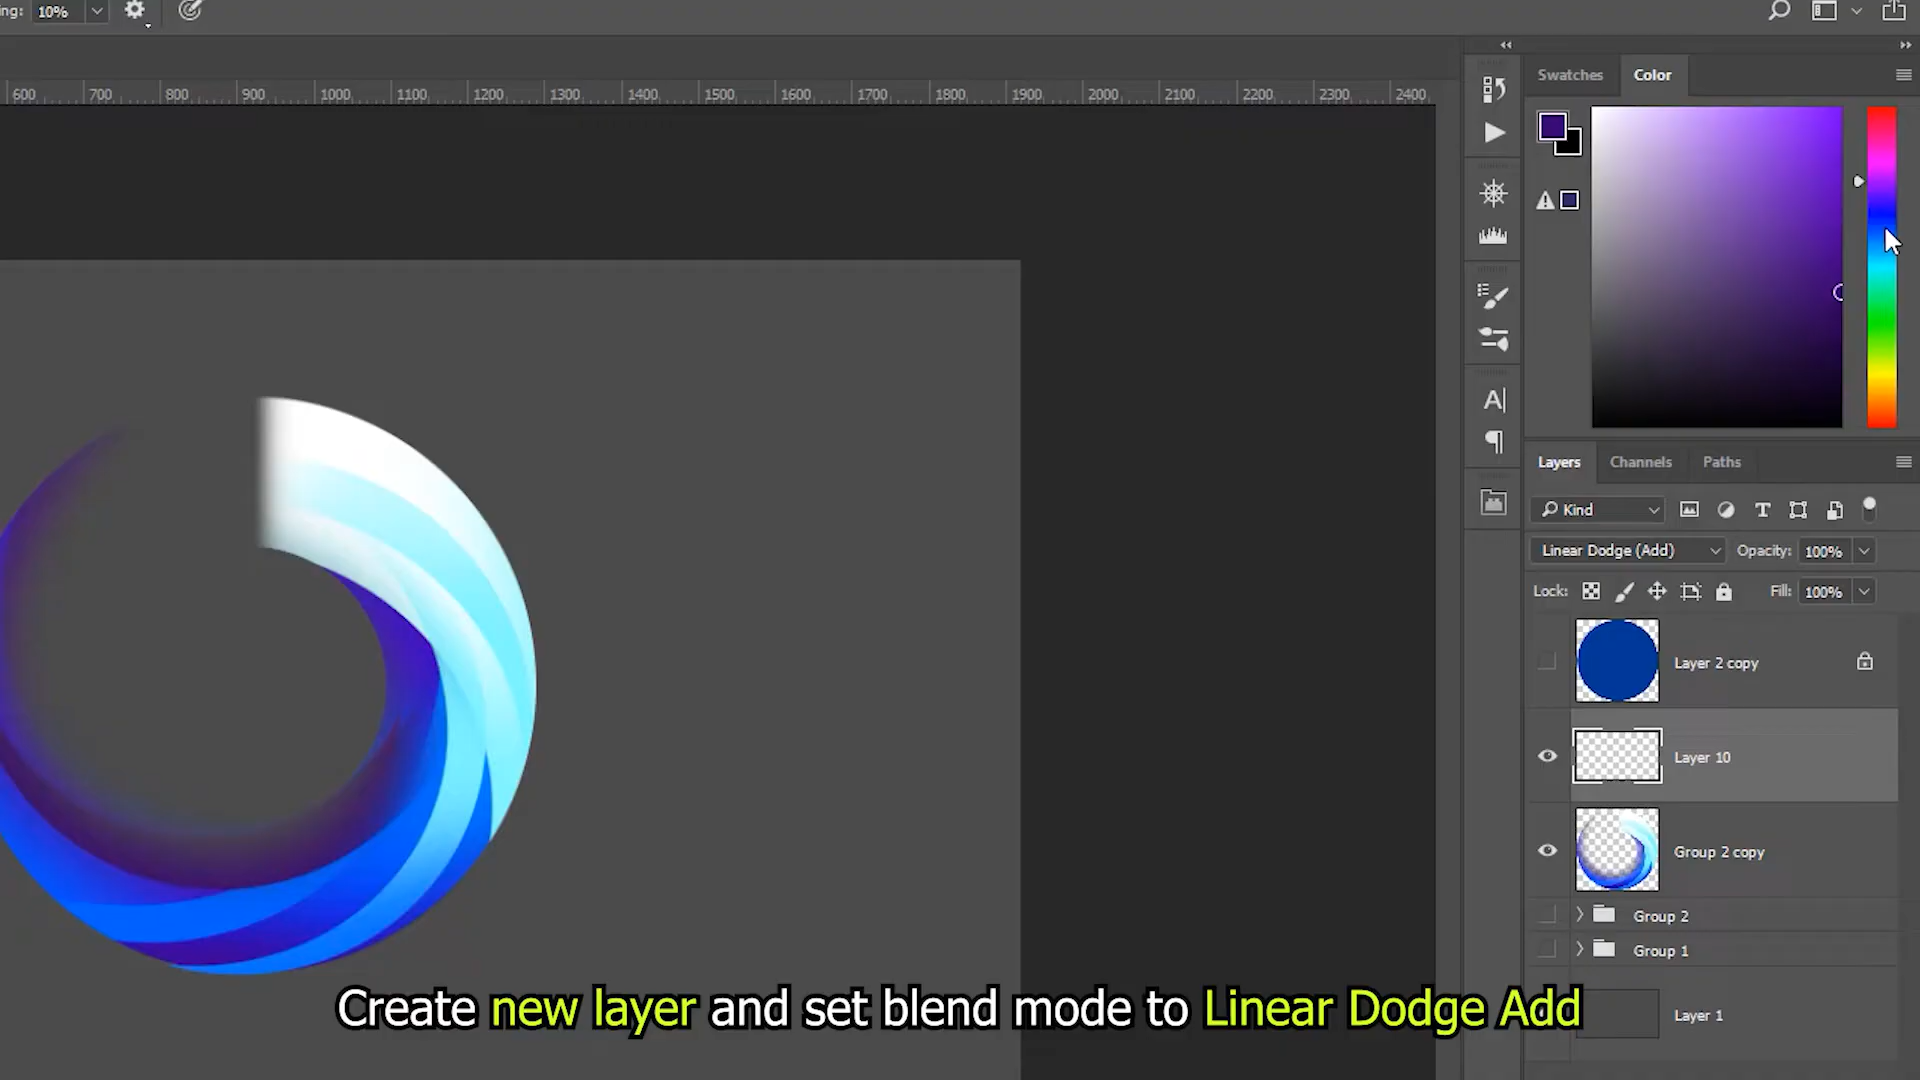 ng: 10%
600 700 800 900 1000 1100 1200 1300 1400 1500 1600 1700 1800 1900 2000 2100 2200 2300 2400
Swatches Color
Layers Channels Paths
Kind
Linear Dodge (Add) Opacity: 100%
Lock: Fill: 100%
Layer 2 copy
Layer 10
Group 2 copy
Group 2
Group 1
Layer 1
Create new layer and set blend mode to Linear Dodge Add